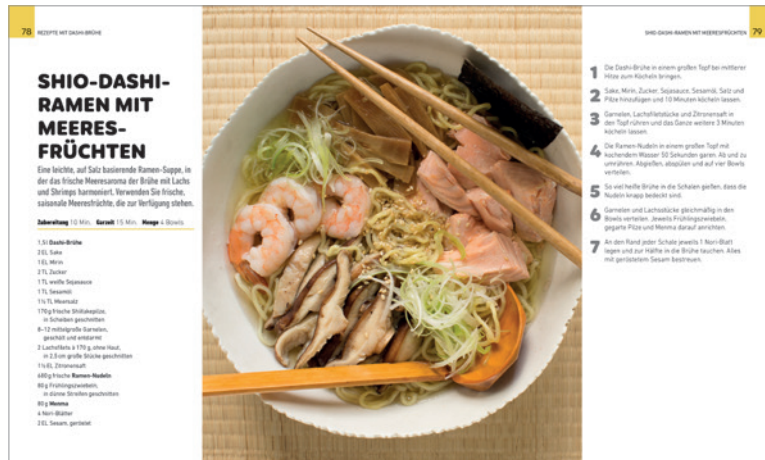 78 REZEPTE MIT DASHI-BRÜHE
SHIO-DASHI-
RAMEN MIT
MEERES-
FRÜCHTEN
Eine leichte, auf Salz basierende Ramen-Suppe, in
der das frische Meeresaroma der Brühe mit Lachs
und Shrimps harmoniert. Verwenden Sie frische,
saisonale Meeresfrüchte, die zur Verfügung stehen.
Zubereitung 10 Min. Garzeit 15 Min. Menge 4 Bowls
1,5 l Dashi-Brühe
2 EL Sake
1 EL Mirin
2 TL Zucker
1 TL weiße Sejasauce
1 TL Sesamöl
1 ½ TL Meersalz
170 g frische Shiitakepilze,
in Scheiben geschnitten
8–12 mittelgroße Garnelen,
geschält und entdarmt
2 Lachsfilets à 170 g, ohne Haut,
in 2,5 cm große Stücke geschnitten
1 ½ EL Zitronensaft
680 g frische Ramen-Nudeln
80 g Frühlingszwiebeln,
in dünne Streifen geschnitten
80 g Menma
4 Nori-Blätter
2 EL Sesam, geröstet
SHIO-DASHI-RAMEN MIT MEERESFRÜCHTEN 79
1 Die Dashi-Brühe in einem großen Topf bei mittlerer
Hitze zum Köcheln bringen.
2 Sake, Mirin, Zucker, Sejasauce, Sesamöl, Salz und
Pilze hinzufügen und 10 Minuten köcheln lassen.
3 Garnelen, Lachsfiletstücke und Zitronensaft in
den Topf rühren und das Ganze weitere 3 Minuten
köcheln lassen.
4 Die Ramen-Nudeln in einem großen Topf mit
kochendem Wasser 50 Sekunden garen. Ab und zu
umrühren. Abgießen, abspülen und auf vier Bowls
verteilen.
5 So viel heiße Brühe in die Schalen gießen, dass die
Nudeln knapp bedeckt sind.
6 Garnelen und Lachsstücke gleichmäßig in den
Bowls verteilen. Jeweils Frühlingszwiebeln,
gegarte Pilze und Menma darauf anrichten.
7 An den Rand jeder Schale jeweils 1 Nori-Blatt
legen und zur Hälfte in die Brühe tauchen. Alles
mit geröstetem Sesam bestreuen.